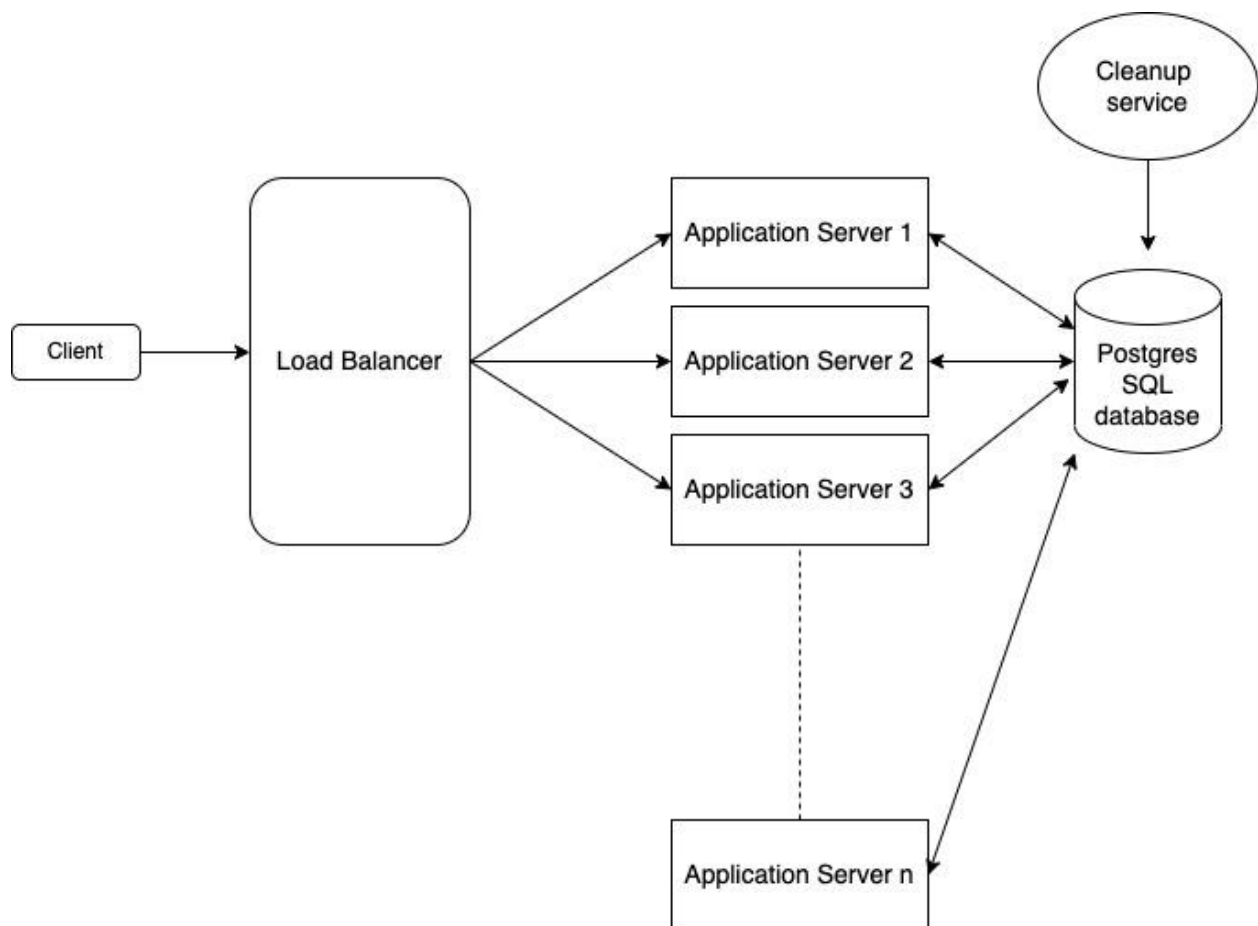 Cleanup
service
Application Server 1
Client
Load Balancer
Application Server 2
Postgres
SQL
database
Application Server 3
Application Server n